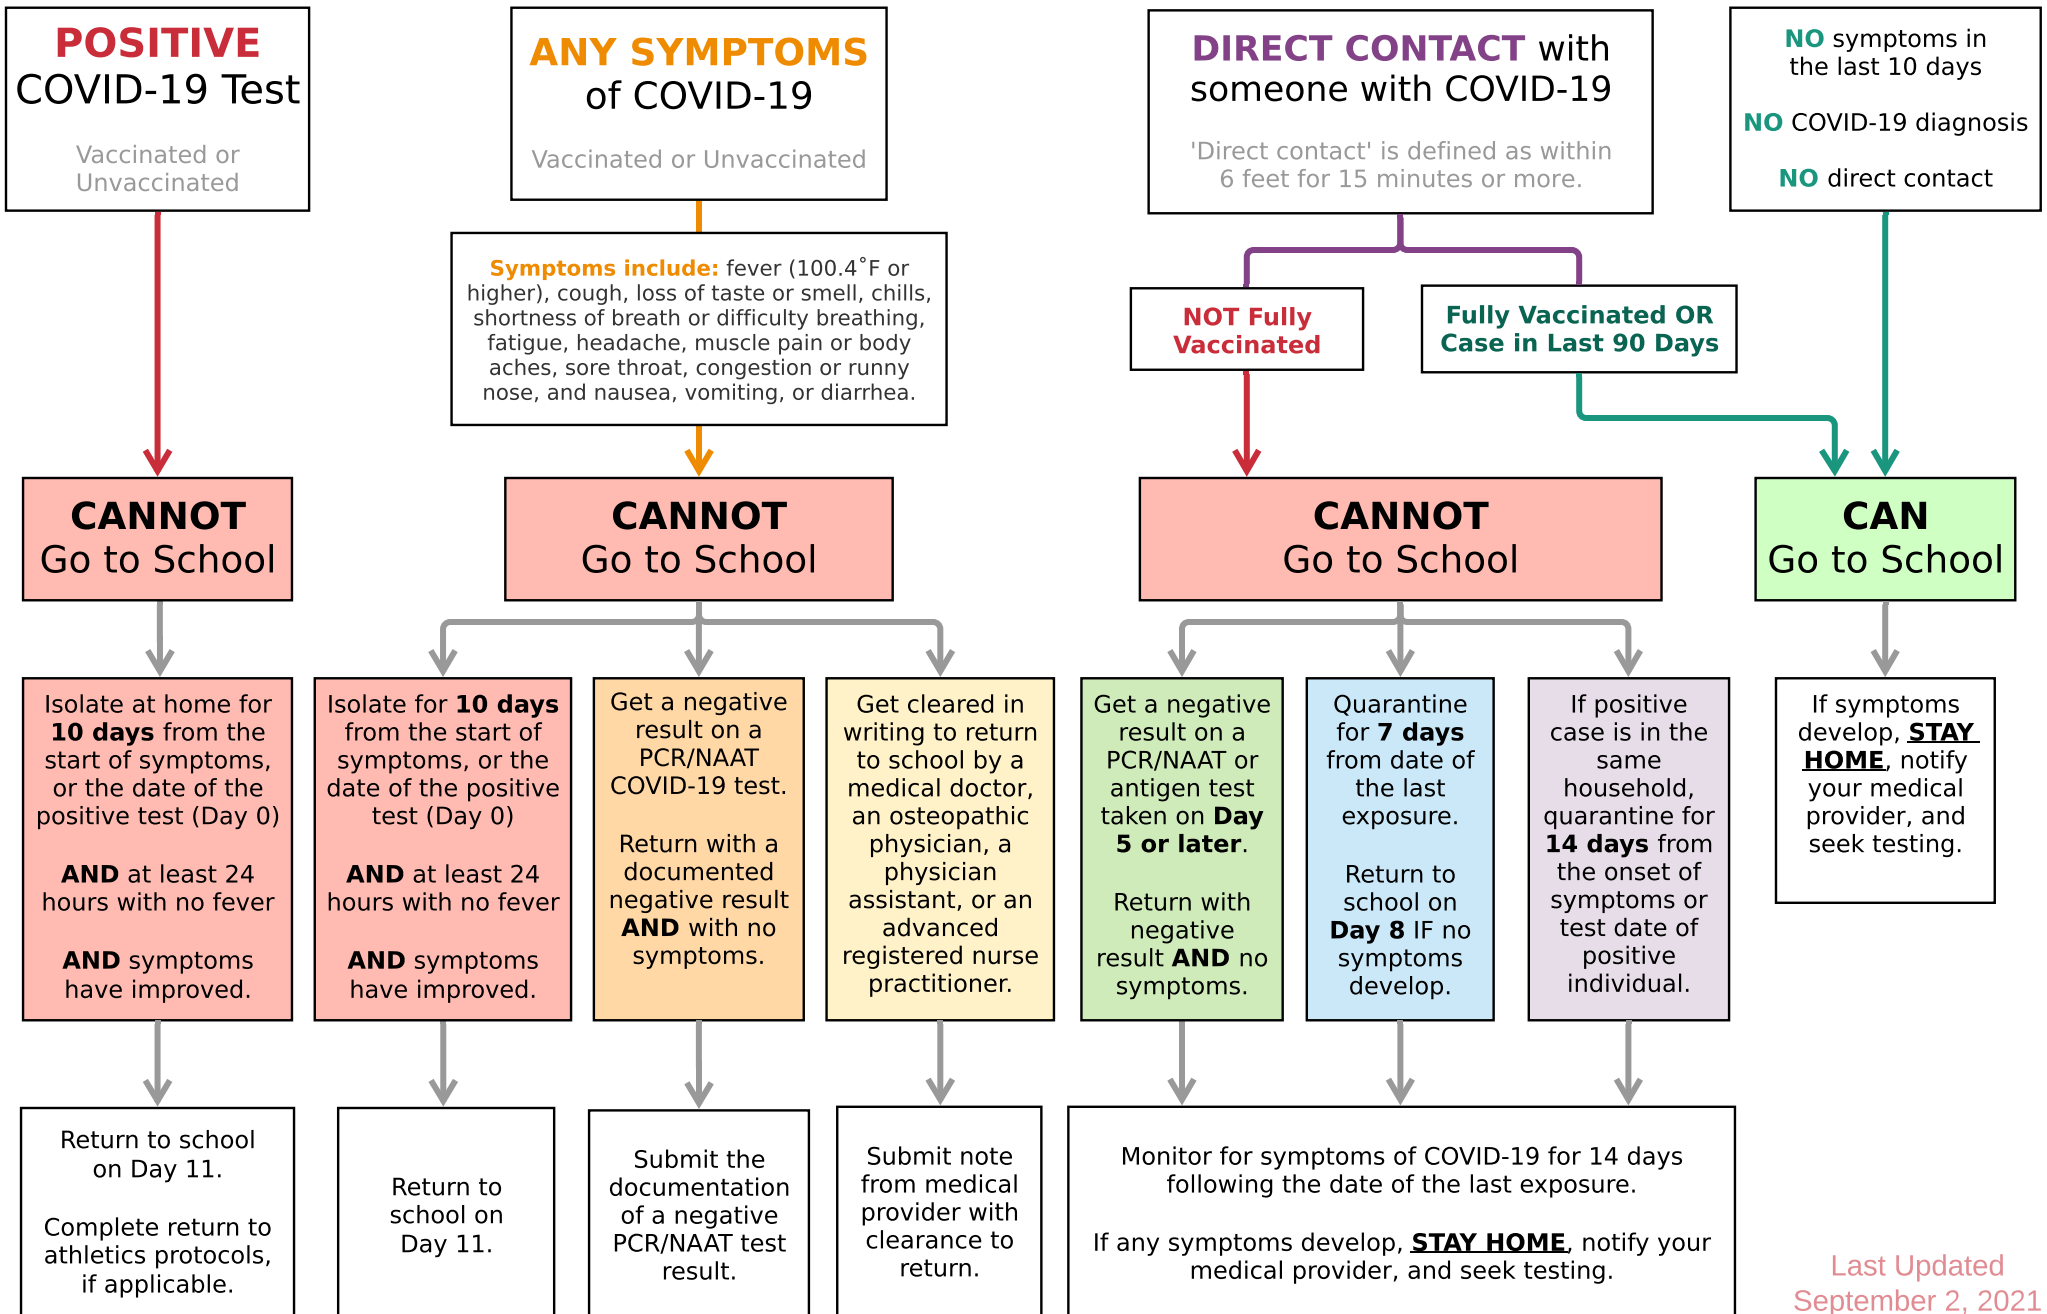 POSITIVE
COVID-19 Test
Vaccinated or
Unvaccinated
ANY SYMPTOMS
of COVID-19
Vaccinated or Unvaccinated
Symptoms include: fever (100.4˚F or
higher), cough, loss of taste or smell, chills,
shortness of breath or difficulty breathing,
fatigue, headache, muscle pain or body
aches, sore throat, congestion or runny
nose, and nausea, vomiting, or diarrhea.
DIRECT CONTACT with
someone with COVID-19
'Direct contact' is defined as within
6 feet for 15 minutes or more.
NO symptoms in
the last 10 days
NO COVID-19 diagnosis
NO direct contact
NOT Fully
Vaccinated
Fully Vaccinated OR
Case in Last 90 Days
CANNOT
Go to School
CANNOT
Go to School
CANNOT
Go to School
CAN
Go to School
Isolate at home for
10 days from the
start of symptoms,
or the date of the
positive test (Day 0)
AND at least 24
hours with no fever
AND symptoms
have improved.
Isolate for 10 days
from the start of
symptoms, or the
date of the positive
test (Day 0)
AND at least 24
hours with no fever
AND symptoms
have improved.
Get a negative
result on a
PCR/NAAT
COVID-19 test.
Return with a
documented
negative result
AND with no
symptoms.
Get cleared in
writing to return
to school by a
medical doctor,
an osteopathic
physician, a
physician
assistant, or an
advanced
registered nurse
practitioner.
Get a negative
result on a
PCR/NAAT or
antigen test
taken on Day
5 or later.
Return with
negative
result AND no
symptoms.
Quarantine
for 7 days
from date of
the last
exposure.
Return to
school on
Day 8 IF no
symptoms
develop.
If positive
case is in the
same
household,
quarantine for
14 days from
the onset of
symptoms or
test date of
positive
individual.
If symptoms
develop, STAY
HOME, notify
your medical
provider, and
seek testing.
Return to school
on Day 11.
Complete return to
athletics protocols,
if applicable.
Return to
school on
Day 11.
Submit the
documentation
of a negative
PCR/NAAT test
result.
Submit note
from medical
provider with
clearance to
return.
Monitor for symptoms of COVID-19 for 14 days
following the date of the last exposure.
If any symptoms develop, STAY HOME, notify your
medical provider, and seek testing.
Last Updated
September 2, 2021